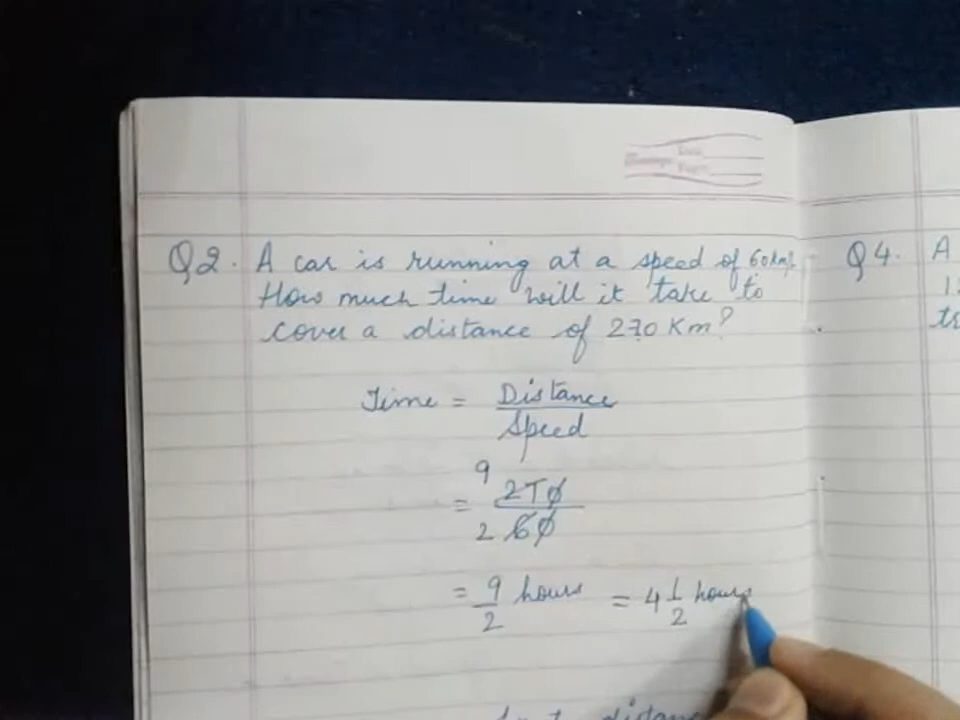 Q2. A car is running at a speed of 60km/
How much time will it take to
cover a distance of 270 Km?
Time = Distance
Speed
9
= 270
2 60
= 9 hours = 4 1 hours
2 2
Q4. A